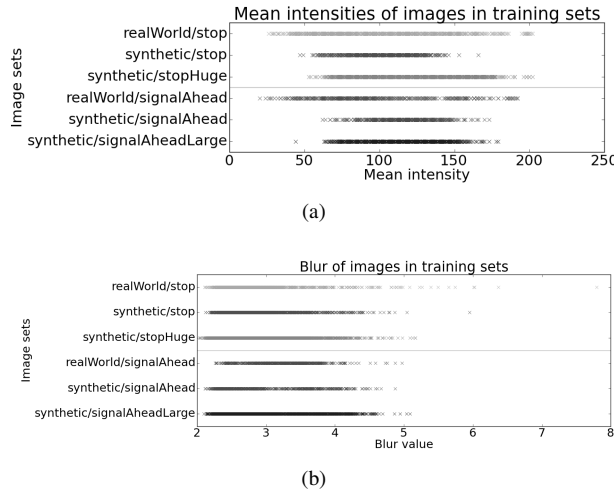 Mean intensities of images in training sets
realWorld/stop
synthetic/stop
synthetic/stopHuge
realWorld/signalAhead
synthetic/signalAhead
synthetic/signalAheadLarge
Image sets
0 50 100 150 200 250
Mean intensity
(a)
Blur of images in training sets
realWorld/stop
synthetic/stop
synthetic/stopHuge
realWorld/signalAhead
synthetic/signalAhead
synthetic/signalAheadLarge
Image sets
2 3 4 5 6 7 8
Blur value
(b)